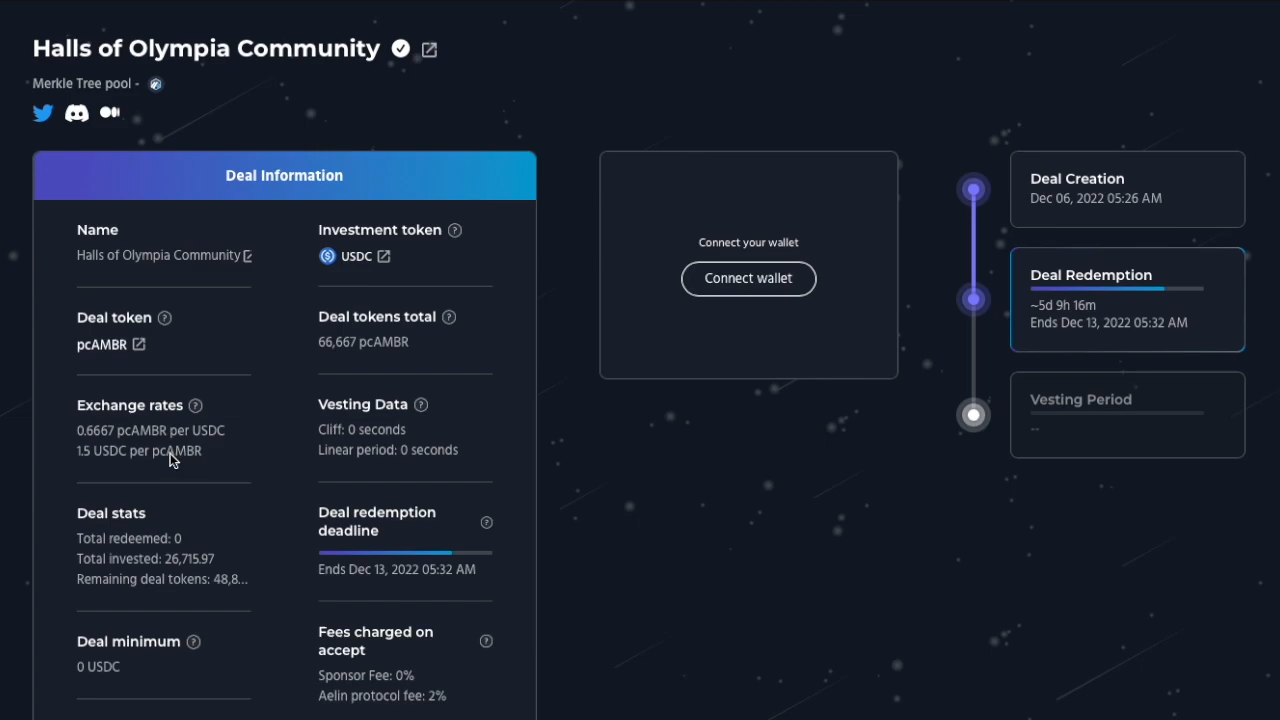 Halls of Olympia Community
Merkle Tree pool -
Deal Information
Name
Halls of Olympia Community
Investment token
USDC
Deal token
pcAMBR
Deal tokens total
66,667 pcAMBR
Exchange rates
0.6667 pcAMBR per USDC
1.5 USDC per pcAMBR
Vesting Data
Cliff: 0 seconds
Linear period: 0 seconds
Deal stats
Total redeemed: 0
Total invested: 26,715.97
Remaining deal tokens: 48,8...
Deal redemption
deadline
Ends Dec 13, 2022 05:32 AM
Deal minimum
0 USDC
Fees charged on
accept
Sponsor Fee: 0%
Aelin protocol fee: 2%
Connect your wallet
Connect wallet
Deal Creation
Dec 06, 2022 05:26 AM
Deal Redemption
~5d 9h 16m
Ends Dec 13, 2022 05:32 AM
Vesting Period
--